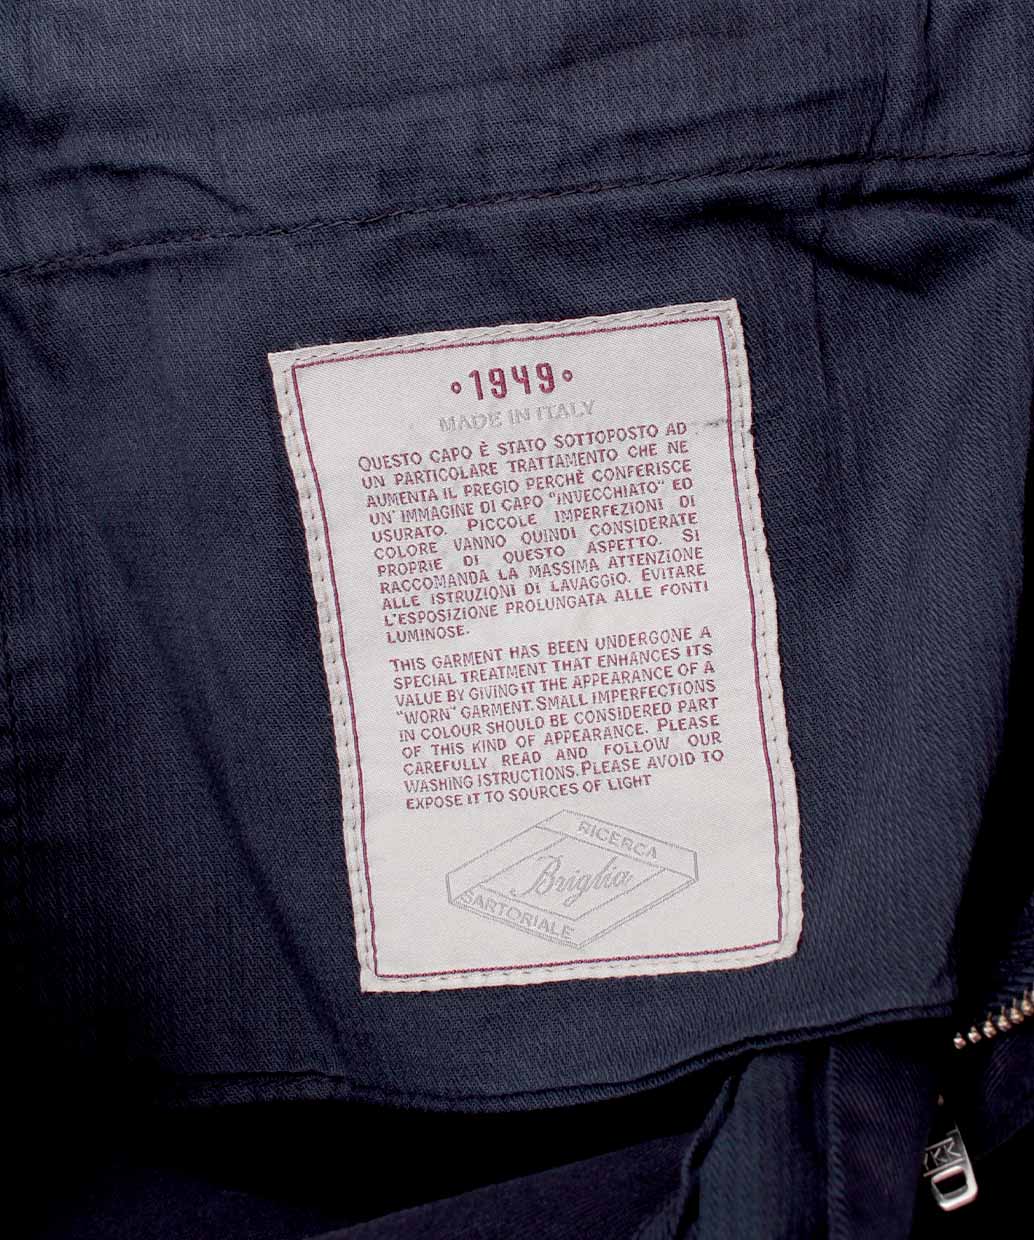 °1949°
MADE IN ITALY
QUESTO CAPO È STATO SOTTOPOSTO AD
UN PARTICOLARE TRATTAMENTO CHE NE
AUMENTA IL PREGIO PERCHÈ CONFERISCE
UN' IMMAGINE DI CAPO "INVECCHIATO" ED
USURATO. PICCOLE IMPERFEZIONI DI
COLORE VANNO QUINDI CONSIDERATE
PROPRIE DI QUESTO ASPETTO. SI
RACCOMANDA LA MASSIMA ATTENZIONE
ALLE ISTRUZIONI DI LAVAGGIO. EVITARE
L'ESPOSIZIONE PROLUNGATA ALLE FONTI
LUMINOSE.
THIS GARMENT HAS BEEN UNDERGONE A
SPECIAL TREATMENT THAT ENHANCES ITS
VALUE BY GIVING IT THE APPEARANCE OF A
"WORN" GARMENT. SMALL IMPERFECTIONS
IN COLOUR SHOULD BE CONSIDERED PART
OF THIS KIND OF APPEARANCE. PLEASE
CAREFULLY READ AND FOLLOW OUR
WASHING ISTRUCTIONS. PLEASE AVOID TO
EXPOSE IT TO SOURCES OF LIGHT
RICERCA
Briglia
SARTORIALE
YKK